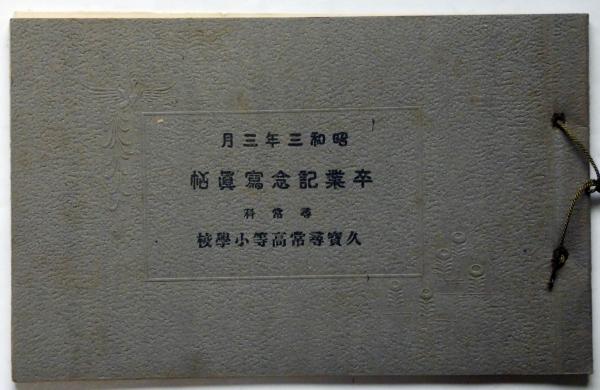 昭和三年三月
卒業記念寫眞帖
尋常科
久寳尋常高等小學校